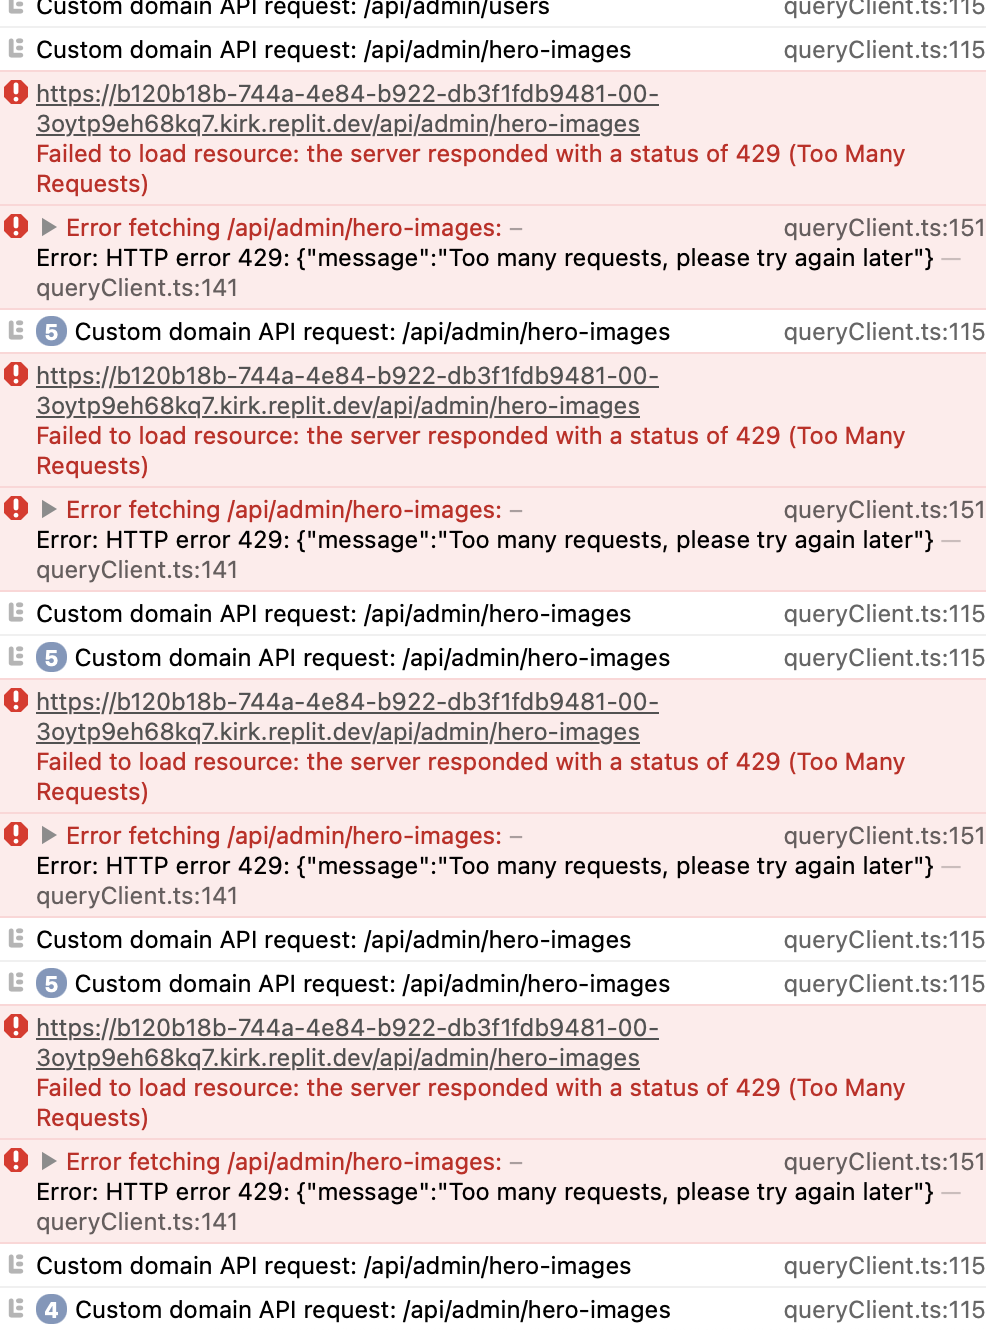 Custom domain API request: /api/admin/users queryClient.ts:115
Custom domain API request: /api/admin/hero-images queryClient.ts:115
https://b120b18b-744a-4e84-b922-db3f1fdb9481-00-
3oytp9eh68kq7.kirk.replit.dev/api/admin/hero-images
Failed to load resource: the server responded with a status of 429 (Too Many
Requests)
Error fetching /api/admin/hero-images: – queryClient.ts:151
Error: HTTP error 429: {"message":"Too many requests, please try again later"} —
queryClient.ts:141
5 Custom domain API request: /api/admin/hero-images queryClient.ts:115
https://b120b18b-744a-4e84-b922-db3f1fdb9481-00-
3oytp9eh68kq7.kirk.replit.dev/api/admin/hero-images
Failed to load resource: the server responded with a status of 429 (Too Many
Requests)
Error fetching /api/admin/hero-images: – queryClient.ts:151
Error: HTTP error 429: {"message":"Too many requests, please try again later"} —
queryClient.ts:141
Custom domain API request: /api/admin/hero-images queryClient.ts:115
5 Custom domain API request: /api/admin/hero-images queryClient.ts:115
https://b120b18b-744a-4e84-b922-db3f1fdb9481-00-
3oytp9eh68kq7.kirk.replit.dev/api/admin/hero-images
Failed to load resource: the server responded with a status of 429 (Too Many
Requests)
Error fetching /api/admin/hero-images: – queryClient.ts:151
Error: HTTP error 429: {"message":"Too many requests, please try again later"} —
queryClient.ts:141
Custom domain API request: /api/admin/hero-images queryClient.ts:115
5 Custom domain API request: /api/admin/hero-images queryClient.ts:115
https://b120b18b-744a-4e84-b922-db3f1fdb9481-00-
3oytp9eh68kq7.kirk.replit.dev/api/admin/hero-images
Failed to load resource: the server responded with a status of 429 (Too Many
Requests)
Error fetching /api/admin/hero-images: – queryClient.ts:151
Error: HTTP error 429: {"message":"Too many requests, please try again later"} —
queryClient.ts:141
Custom domain API request: /api/admin/hero-images queryClient.ts:115
4 Custom domain API request: /api/admin/hero-images queryClient.ts:115